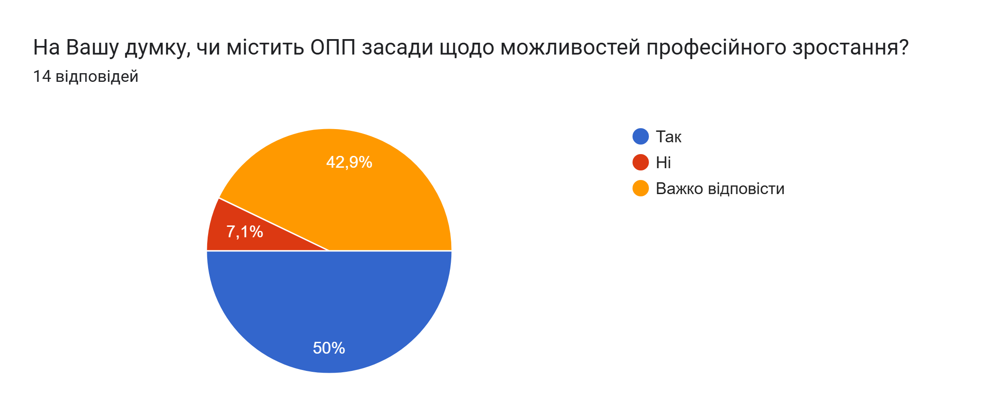 На Вашу думку, чи містить ОПП засади щодо можливостей професійного зростання?
14 відповідей
Так
Ні
Важко відповісти
42,9%
7,1%
50%